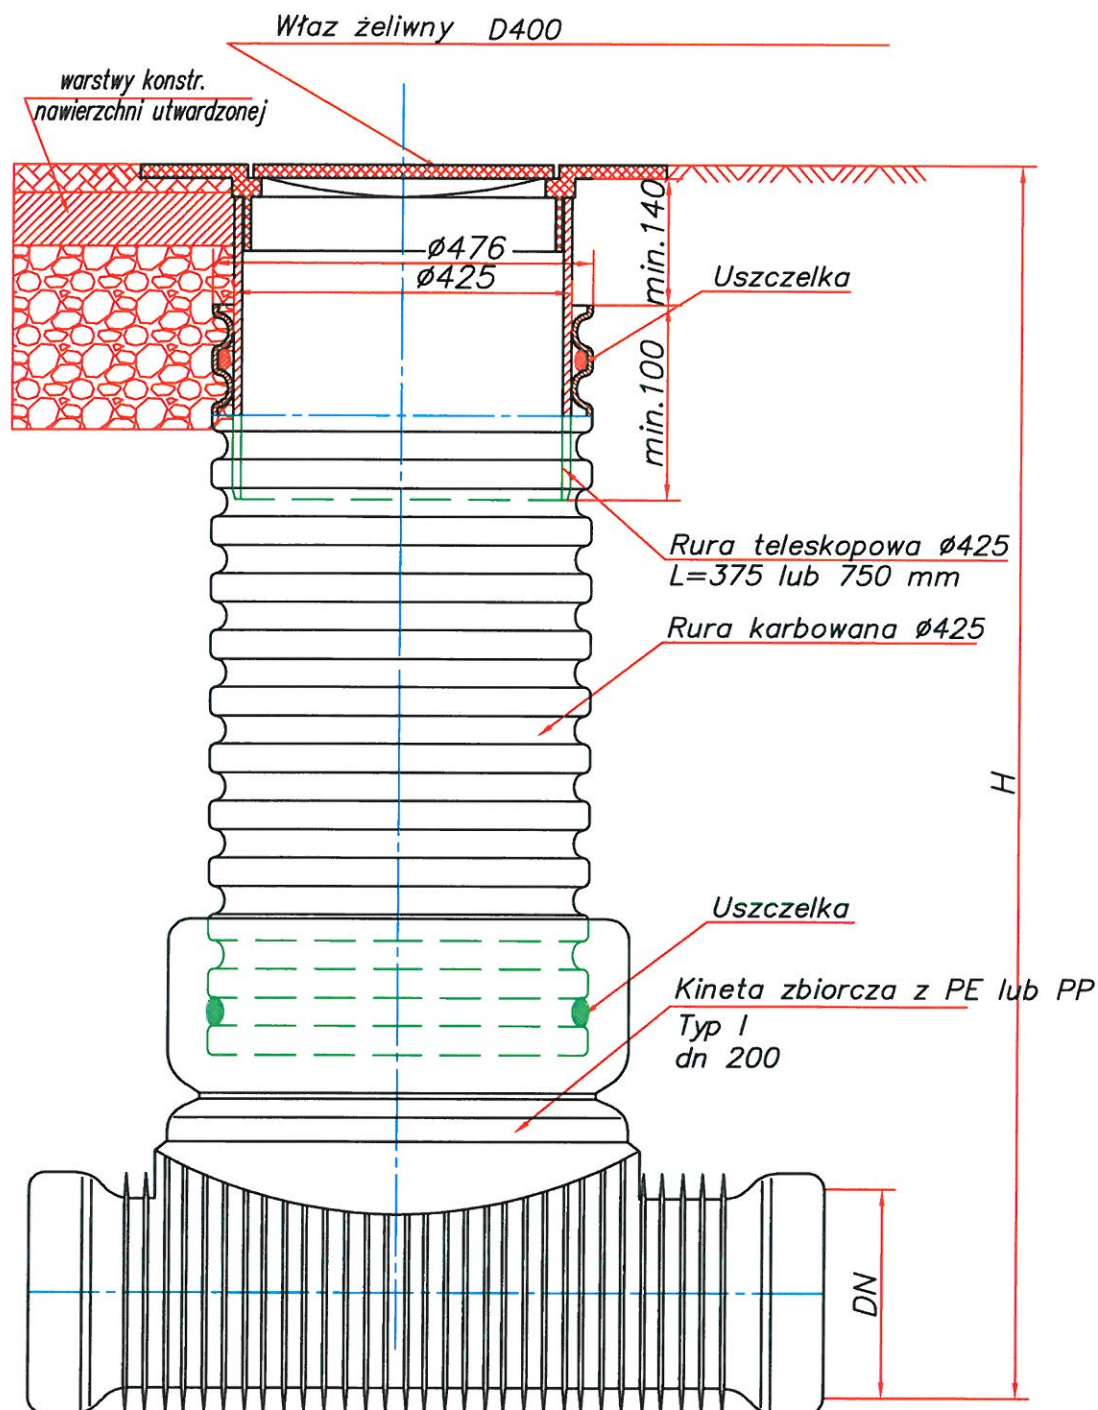 Właz żeliwny D400
warstwy konstr.
nawierzchni utwardzonej
min.140
ø476
ø425
Uszczelka
min.100
Rura teleskopowa ø425
L=375 lub 750 mm
Rura karbowana ø425
H
Uszczelka
Kineta zbiorcza z PE lub PP
Typ I
dn 200
DN